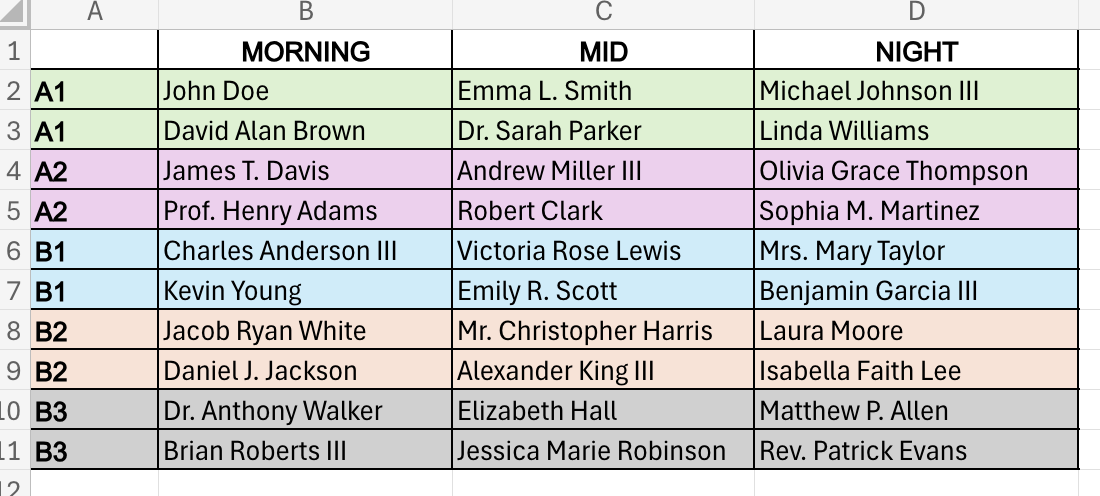 A B C D
1 MORNING MID NIGHT
2 A1 John Doe Emma L. Smith Michael Johnson III
3 A1 David Alan Brown Dr. Sarah Parker Linda Williams
4 A2 James T. Davis Andrew Miller III Olivia Grace Thompson
5 A2 Prof. Henry Adams Robert Clark Sophia M. Martinez
6 B1 Charles Anderson III Victoria Rose Lewis Mrs. Mary Taylor
7 B1 Kevin Young Emily R. Scott Benjamin Garcia III
8 B2 Jacob Ryan White Mr. Christopher Harris Laura Moore
9 B2 Daniel J. Jackson Alexander King III Isabella Faith Lee
10 B3 Dr. Anthony Walker Elizabeth Hall Matthew P. Allen
11 B3 Brian Roberts III Jessica Marie Robinson Rev. Patrick Evans
12